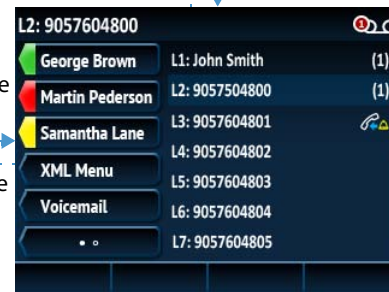 L2: 9057604800
George Brown
L1: John Smith
(1)
e
Martin Pederson
L2: 9057504800
(1)
Samantha Lane
L3: 9057604801
L4: 9057604802
XML Menu
e
L5: 9057604803
Voicemail
L6: 9057604804
L7: 9057604805